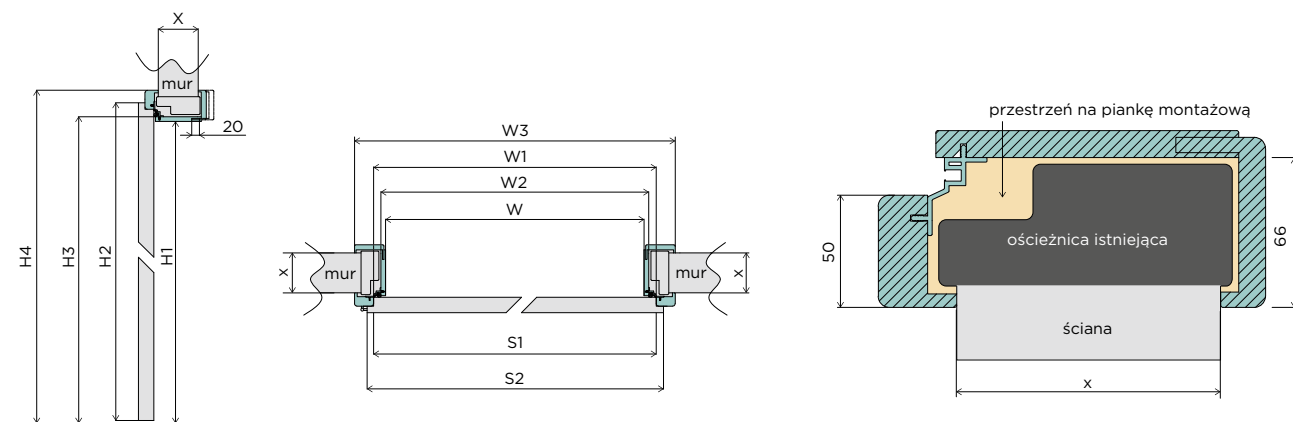 X
mur
20
H4
H3
H2
H1
W3
W1
W2
W
x
mur
mur
x
S1
S2
przestrzeń na piankę montażową
50
ościeżnica istniejąca
66
ściana
x